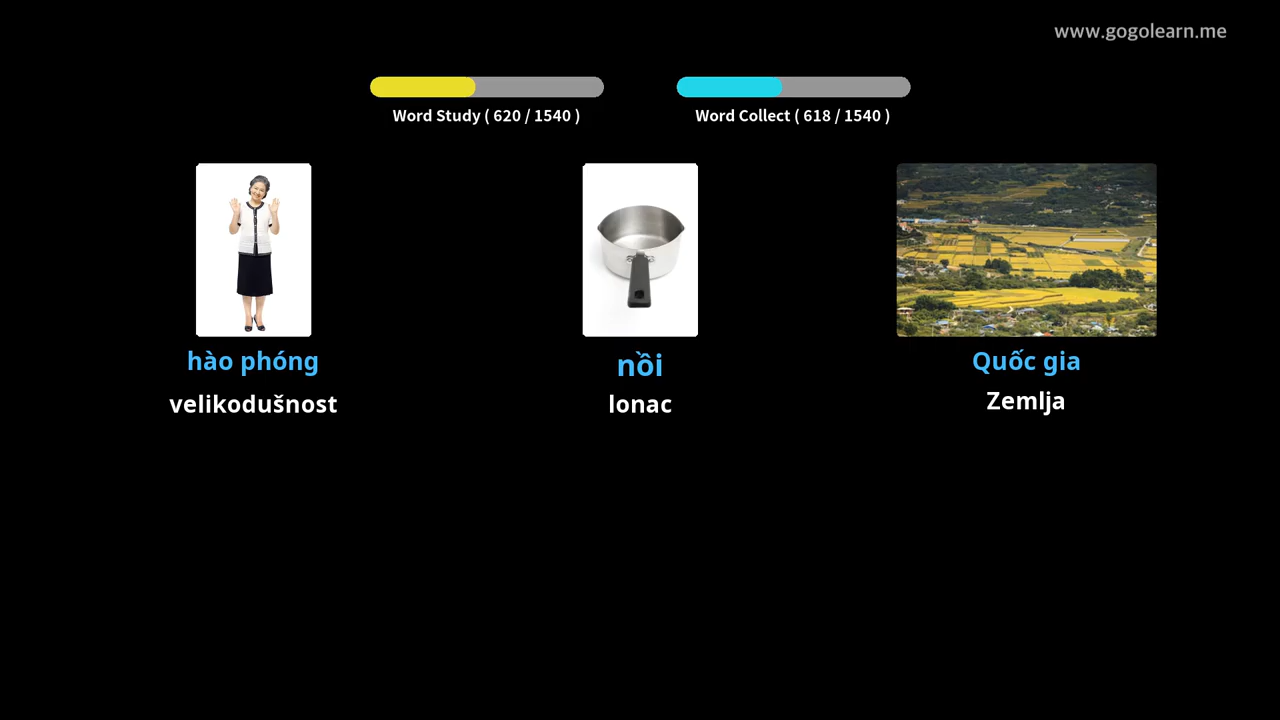 www.gogolearn.me
Word Study ( 620 / 1540 )
Word Collect ( 618 / 1540 )
hào phóng
nồi
Quốc gia
velikodušnost
lonac
Zemlja